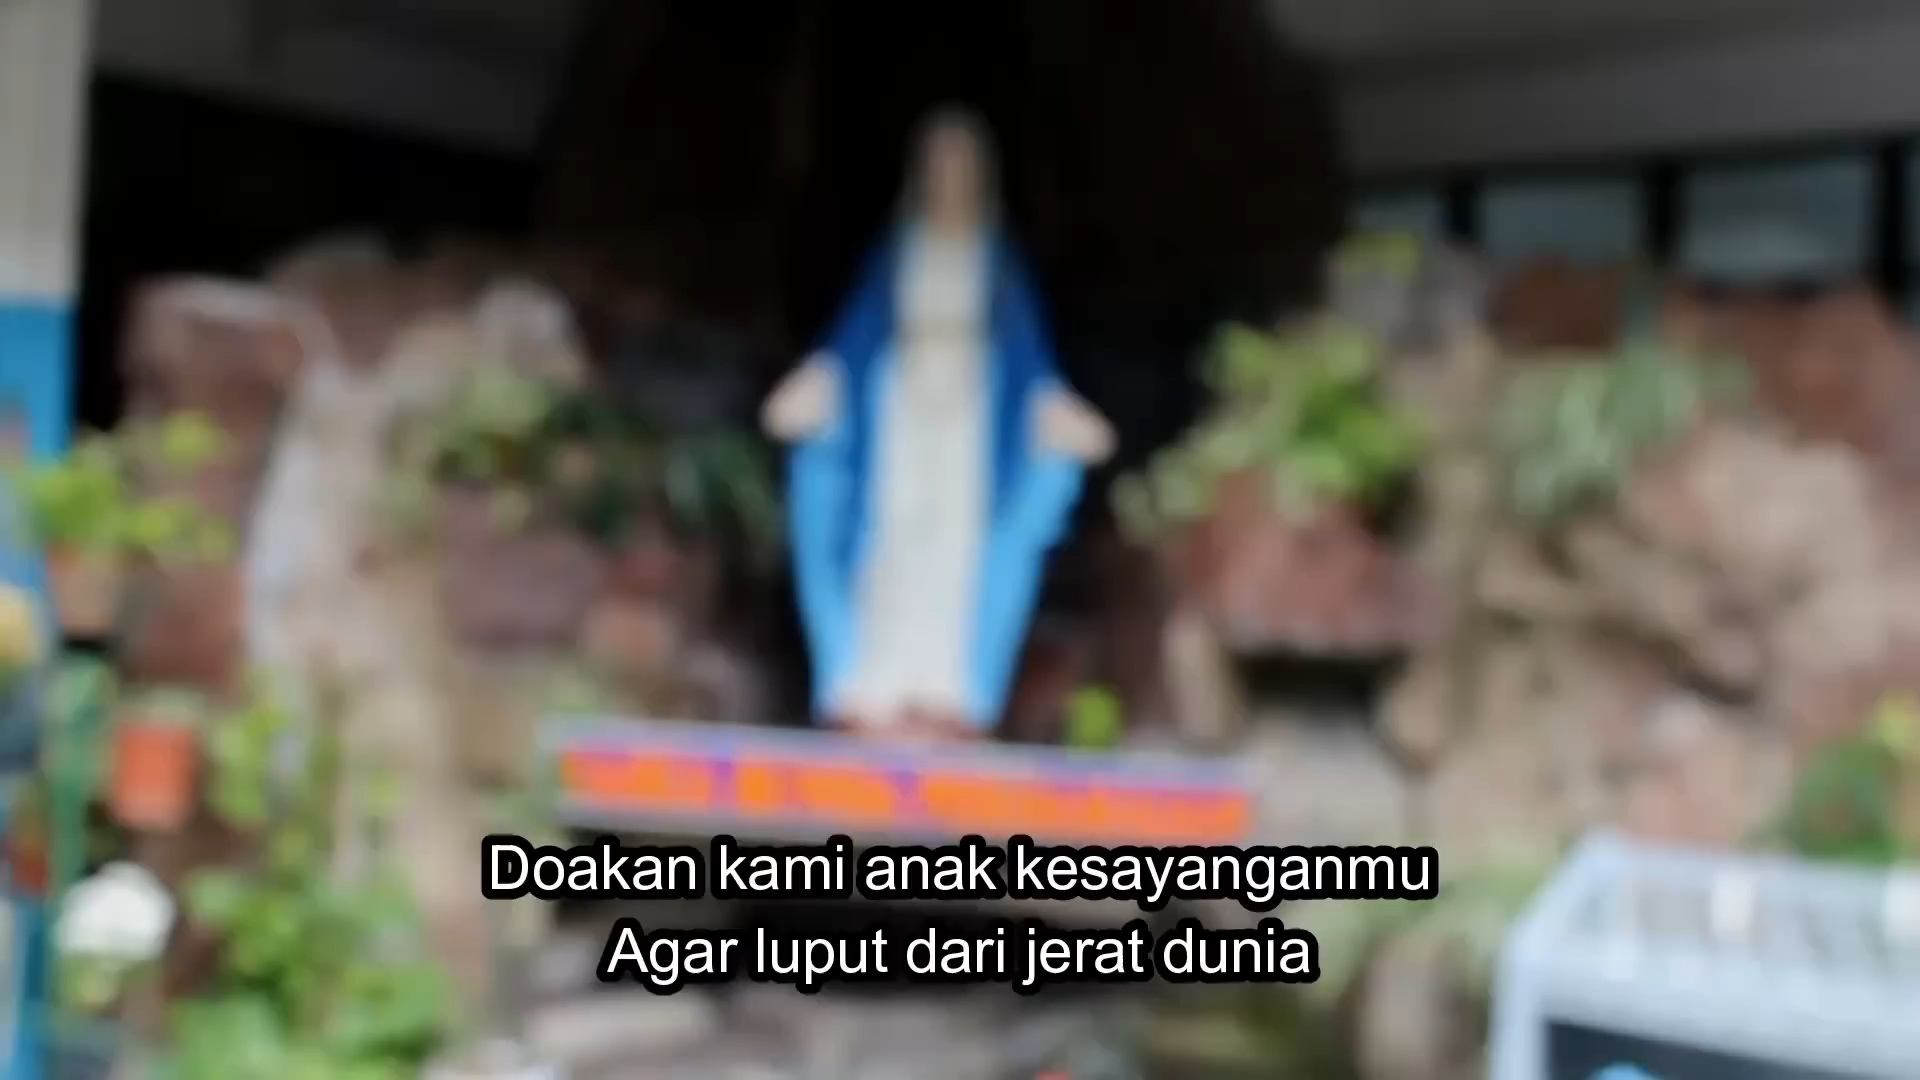 Doakan kami anak kesayanganmu
Agar luput dari jerat dunia